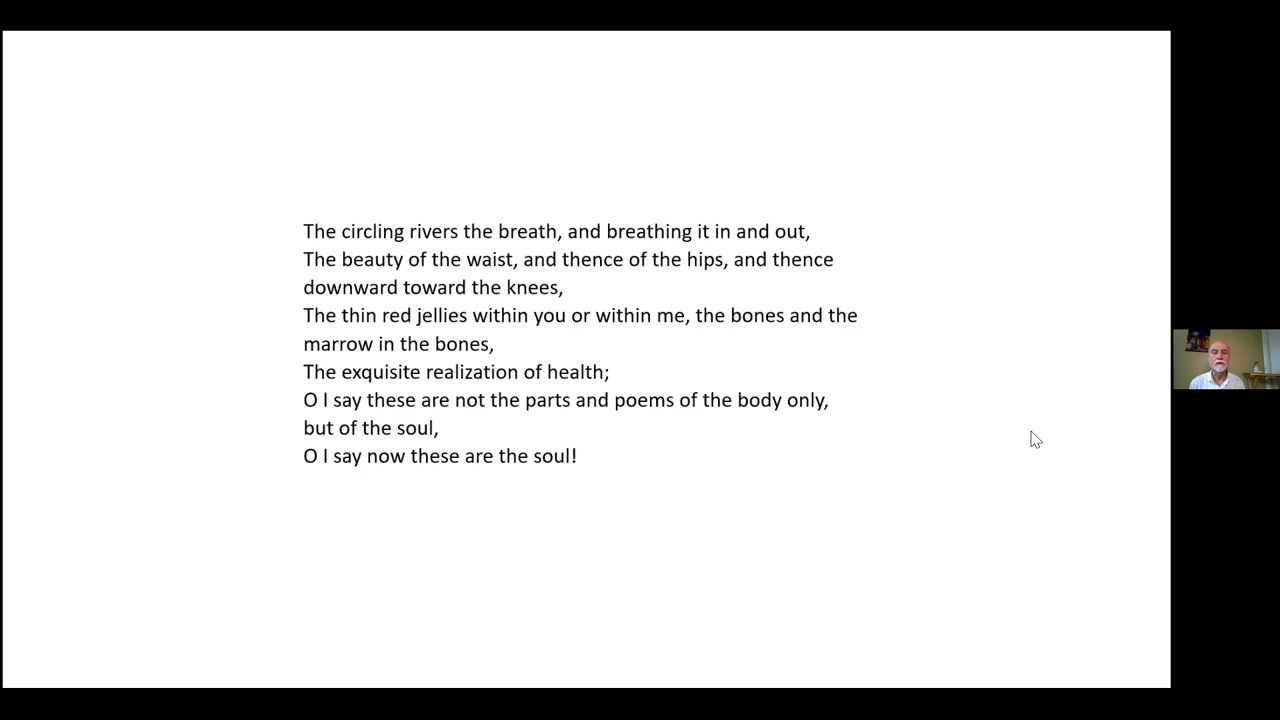 The circling rivers the breath, and breathing it in and out,
The beauty of the waist, and thence of the hips, and thence
downward toward the knees,
The thin red jellies within you or within me, the bones and the
marrow in the bones,
The exquisite realization of health;
O I say these are not the parts and poems of the body only,
but of the soul,
O I say now these are the soul!